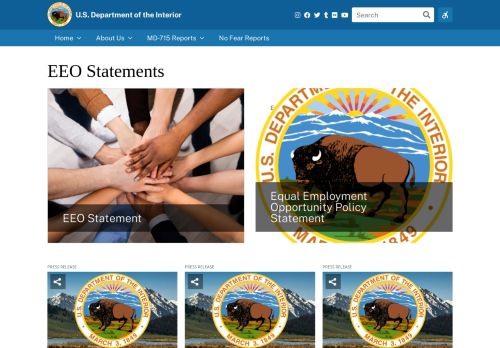 U.S. Department of the Interior
Search
Home
About Us
MD-715 Reports
No Fear Reports
EEO Statements
EEO Statement
U.S. DEPARTMENT OF THE INTERIOR
MARCH 3, 1849
Equal Employment
Opportunity Policy
Statement
PRESS RELEASE
PRESS RELEASE
PRESS RELEASE
U.S. DEPARTMENT OF THE INTERIOR
MARCH 3, 1849
U.S. DEPARTMENT OF THE INTERIOR
MARCH 3, 1849
U.S. DEPARTMENT OF THE INTERIOR
MARCH 3, 1849